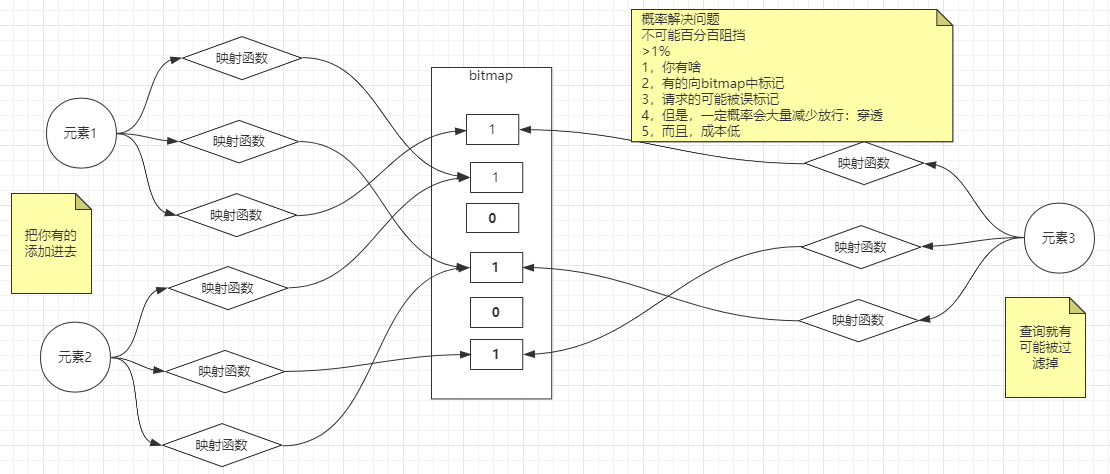 概率解决问题
不可能百分百阻挡
>1%
1，你有啥
2，有的向bitmap中标记
3，请求的可能被误标记
4，但是，一定概率会大量减少放行：穿透
5，而且，成本低
映射函数
bitmap
元素1
映射函数
1
映射函数
1
映射函数
映射函数
0
把你有的
添加进去
元素3
映射函数
1
映射函数
0
映射函数
查询就有
可能被过
滤掉
元素2
1
映射函数
映射函数